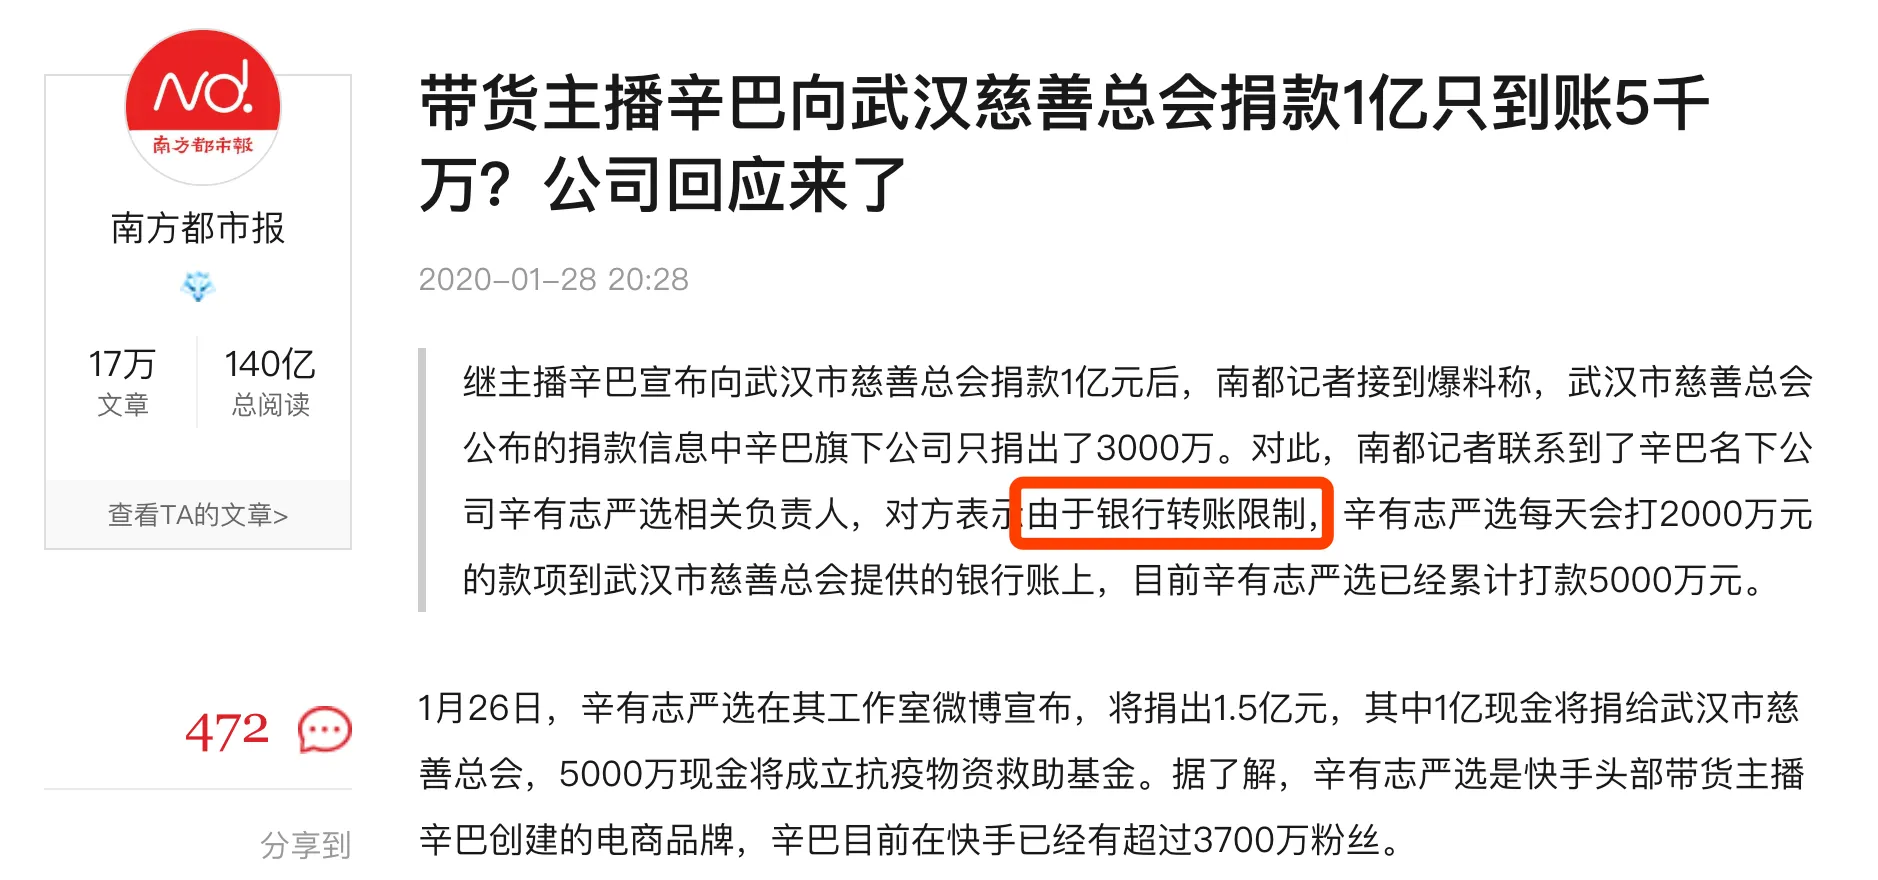 Nd.
南方都市報
南方都市报
17万
文章
140亿
总阅读
查看TA的文章>
472
分享到
带货主播辛巴向武汉慈善总会捐款1亿只到账5千
万？公司回应来了
2020-01-28 20:28
继主播辛巴宣布向武汉市慈善总会捐款1亿元后，南都记者接到爆料称，武汉市慈善总会
公布的捐款信息中辛巴旗下公司只捐出了3000万。对此，南都记者联系到了辛巴名下公
司辛有志严选相关负责人，对方表示由于银行转账限制，辛有志严选每天会打2000万元
的款项到武汉市慈善总会提供的银行账上，目前辛有志严选已经累计打款5000万元。
1月26日，辛有志严选在其工作室微博宣布，将捐出1.5亿元，其中1亿现金将捐给武汉市慈
善总会，5000万现金将成立抗疫物资救助基金。据了解，辛有志严选是快手头部带货主播
辛巴创建的电商品牌，辛巴目前在快手已经有超过3700万粉丝。